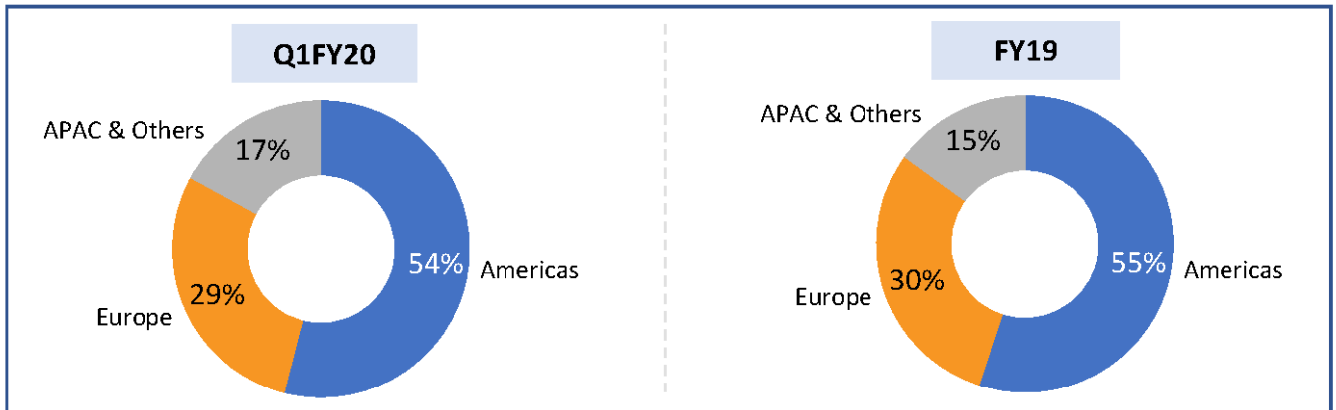 Q1FY20
APAC & Others
17%
54%
Americas
29%
Europe
FY19
APAC & Others
15%
55%
Americas
30%
Europe